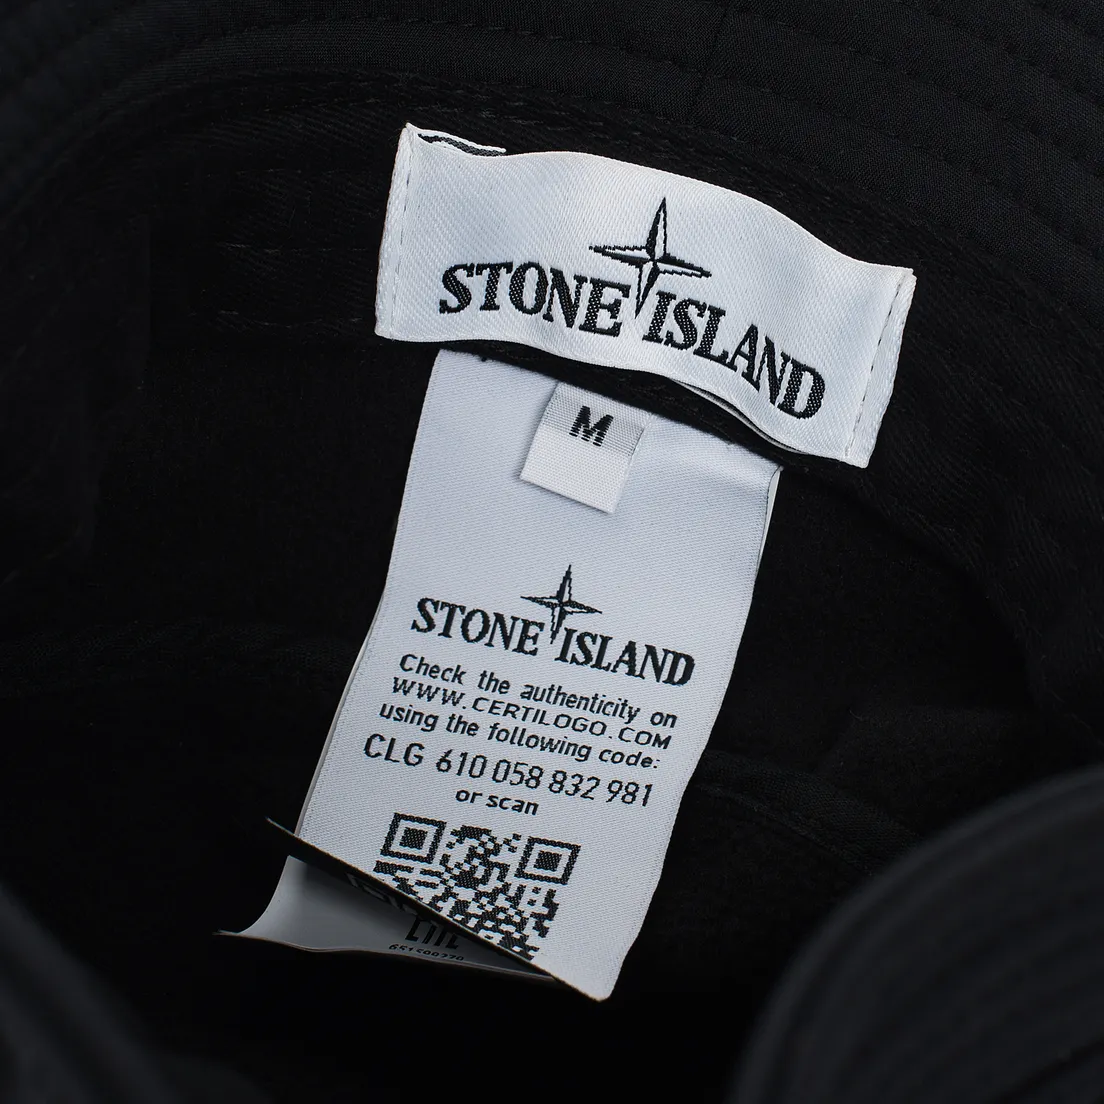 STONE ISLAND
M
STONE ISLAND
Check the authenticity on
WWW.CERTILOGO.COM
using the following code:
CLG 610 058 832 981
or scan